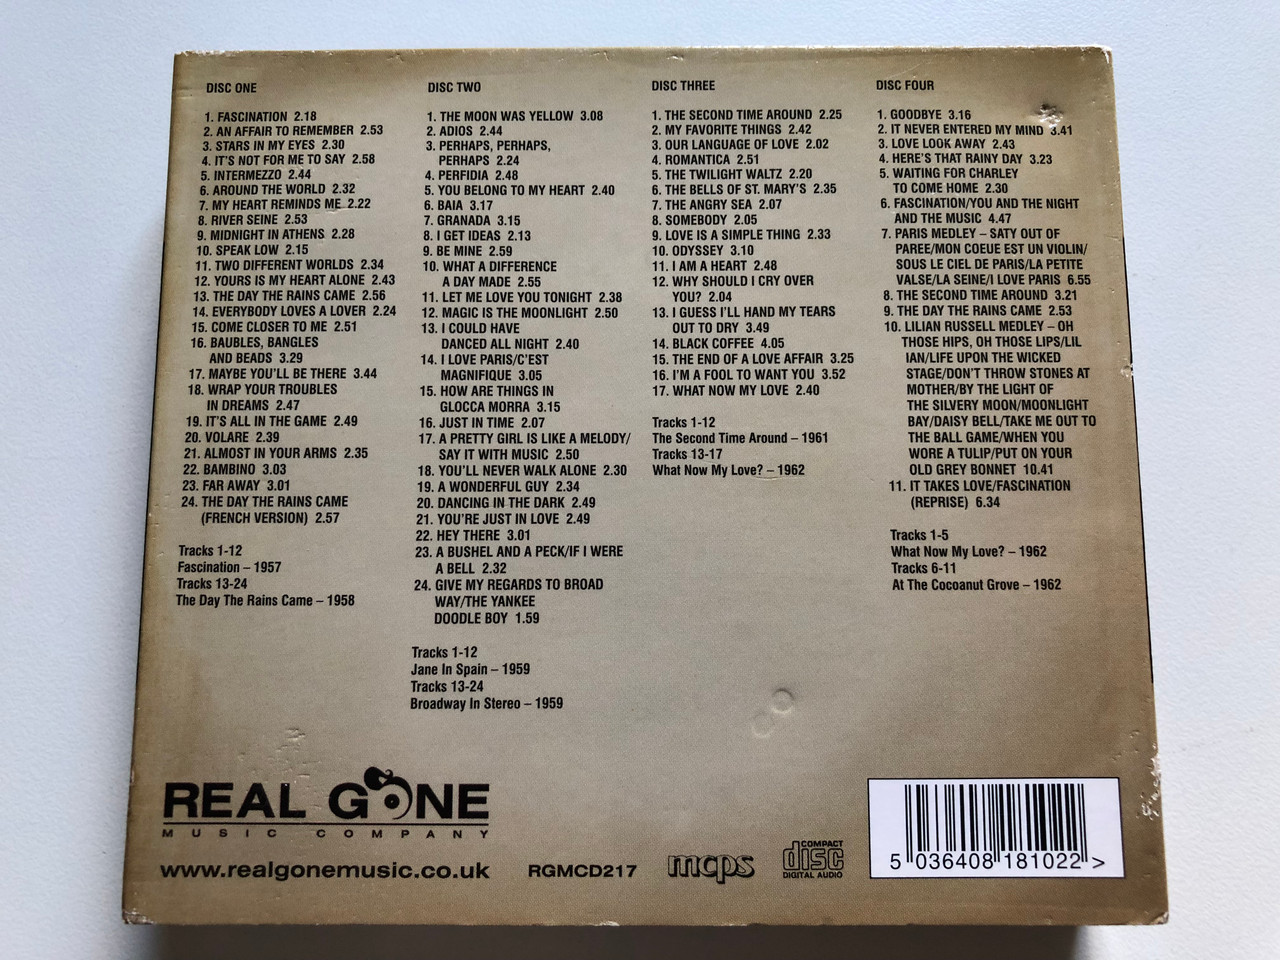 DISC ONE
1. FASCINATION 2.18
2. AN AFFAIR TO REMEMBER 2.53
3. STARS IN MY EYES 2.30
4. IT'S NOT FOR ME TO SAY 2.58
5. INTERMEZZO 2.44
6. AROUND THE WORLD 2.32
7. MY HEART REMINDS ME 2.22
8. RIVER SEINE 2.53
9. MIDNIGHT IN ATHENS 2.28
10. SPEAK LOW 2.15
11. TWO DIFFERENT WORLDS 2.34
12. YOURS IS MY HEART ALONE 2.43
13. THE DAY THE RAINS CAME 2.56
14. EVERYBODY LOVES A LOVER 2.24
15. COME CLOSER TO ME 2.51
16. BAUBLES, BANGLES
AND BEADS 3.29
17. MAYBE YOU'LL BE THERE 3.44
18. WRAP YOUR TROUBLES
IN DREAMS 2.47
19. IT'S ALL IN THE GAME 2.49
20. VOLARE 2.39
21. ALMOST IN YOUR ARMS 2.35
22. BAMBINO 3.03
23. FAR AWAY 3.01
24. THE DAY THE RAINS CAME
(FRENCH VERSION) 2.57
Tracks 1-12
Fascination – 1957
Tracks 13-24
The Day The Rains Came – 1958
DISC TWO
1. THE MOON WAS YELLOW 3.08
2. ADIOS 2.44
3. PERHAPS, PERHAPS,
PERHAPS 2.24
4. PERFIDIA 2.48
5. YOU BELONG TO MY HEART 2.40
6. BAIA 3.17
7. GRANADA 3.15
8. I GET IDEAS 2.13
9. BE MINE 2.59
10. WHAT A DIFFERENCE
A DAY MADE 2.55
11. LET ME LOVE YOU TONIGHT 2.38
12. MAGIC IS THE MOONLIGHT 2.50
13. I COULD HAVE
DANCED ALL NIGHT 2.40
14. I LOVE PARIS/C'EST
MAGNIFIQUE 3.05
15. HOW ARE THINGS IN
GLOCCA MORRA 3.15
16. JUST IN TIME 2.07
17. A PRETTY GIRL IS LIKE A MELODY/
SAY IT WITH MUSIC 2.50
18. YOU'LL NEVER WALK ALONE 2.30
19. A WONDERFUL GUY 2.34
20. DANCING IN THE DARK 2.49
21. YOU'RE JUST IN LOVE 2.49
22. HEY THERE 3.01
23. A BUSHEL AND A PECK/IF I WERE
A BELL 2.32
24. GIVE MY REGARDS TO BROAD
WAY/THE YANKEE
DOODLE BOY 1.59
Tracks 1-12
Jane In Spain – 1959
Tracks 13-24
Broadway In Stereo – 1959
DISC THREE
1. THE SECOND TIME AROUND 2.25
2. MY FAVORITE THINGS 2.42
3. OUR LANGUAGE OF LOVE 2.02
4. ROMANTICA 2.51
5. THE TWILIGHT WALTZ 2.20
6. THE BELLS OF ST. MARY'S 2.35
7. THE ANGRY SEA 2.07
8. SOMEBODY 2.05
9. LOVE IS A SIMPLE THING 2.33
10. ODYSSEY 3.10
11. I AM A HEART 2.48
12. WHY SHOULD I CRY OVER
YOU? 2.04
13. I GUESS I'LL HAND MY TEARS
OUT TO DRY 3.49
14. BLACK COFFEE 4.05
15. THE END OF A LOVE AFFAIR 3.25
16. I'M A FOOL TO WANT YOU 3.52
17. WHAT NOW MY LOVE 2.40
Tracks 1-12
The Second Time Around – 1961
Tracks 13-17
What Now My Love? – 1962
DISC FOUR
1. GOODBYE 3.16
2. IT NEVER ENTERED MY MIND 3.41
3. LOVE LOOK AWAY 2.43
4. HERE'S THAT RAINY DAY 3.23
5. WAITING FOR CHARLEY
TO COME HOME 2.30
6. FASCINATION/YOU AND THE NIGHT
AND THE MUSIC 4.47
7. PARIS MEDLEY – SATY OUT OF
PAREE/MON COEUE EST UN VIOLIN/
SOUS LE CIEL DE PARIS/LA PETITE
VALSE/LA SEINE/I LOVE PARIS 6.55
8. THE SECOND TIME AROUND 3.21
9. THE DAY THE RAINS CAME 2.53
10. LILIAN RUSSELL MEDLEY – OH
THOSE HIPS, OH THOSE LIPS/LIL
IAN/LIFE UPON THE WICKED
STAGE/DON'T THROW STONES AT
MOTHER/BY THE LIGHT OF
THE SILVERY MOON/MOONLIGHT
BAY/DAISY BELL/TAKE ME OUT TO
THE BALL GAME/WHEN YOU
WORE A TULIP/PUT ON YOUR
OLD GREY BONNET 10.41
11. IT TAKES LOVE/FASCINATION
(REPRISE) 6.34
Tracks 1-5
What Now My Love? – 1962
Tracks 6-11
At The Cocoanut Grove – 1962
REAL GONE
MUSIC COMPANY
www.realgonemusic.co.uk
RGMCD217
mcps
COMPACT
disc
DIGITAL AUDIO
5 036408 181022 >